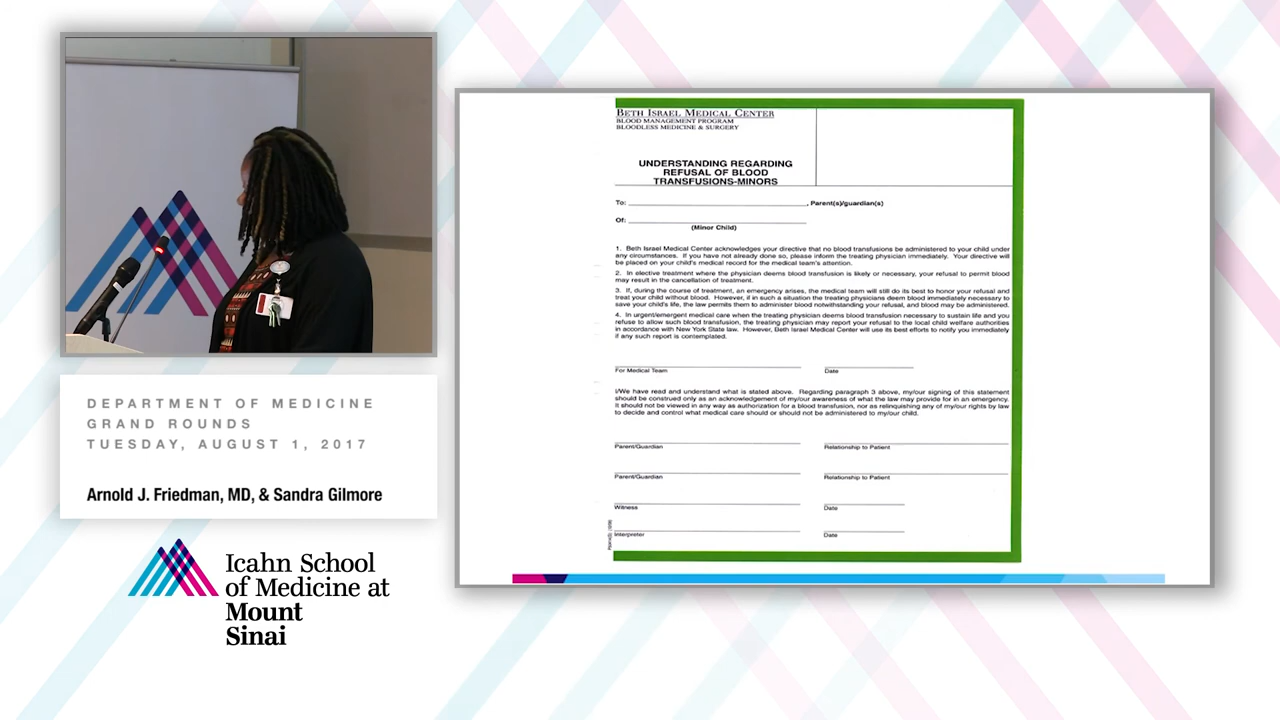 DEPARTMENT OF MEDICINE
GRAND ROUNDS
TUESDAY, AUGUST 1, 2017
Arnold J. Friedman, MD, & Sandra Gilmore
Icahn School
of Medicine at
Mount
Sinai
BETH ISRAEL MEDICAL CENTER
BLOOD MANAGEMENT PROGRAM
BLOODLESS MEDICINE & SURGERY
UNDERSTANDING REGARDING
REFUSAL OF BLOOD
TRANSFUSIONS-MINORS
To: , Parent(s)/guardian(s)
Of:
(Minor Child)
1. Beth Israel Medical Center acknowledges your directive that no blood transfusions be administered to your child under
any circumstances. If you have not already done so, please inform the treating physician immediately. Your directive will
be placed on your child's medical record for the medical team's attention.
2. In elective treatment where the physician deems blood transfusion is likely or necessary, your refusal to permit blood
may result in the cancellation of treatment.
3. If, during the course of treatment, an emergency arises, the medical team will still do its best to honor your refusal and
treat your child without blood. However, if in such a situation the treating physicians deem blood immediately necessary to
save your child's life, the law permits them to administer blood notwithstanding your refusal, and blood may be administered.
4. In urgent/emergent medical care when the treating physician deems blood transfusion necessary to sustain life and you
refuse to allow such blood transfusion, the treating physician may report your refusal to the local child welfare authorities
in accordance with New York State law. However, Beth Israel Medical Center will use its best efforts to notify you immediately
if any such report is contemplated.
For Medical Team Date
I/We have read and understand what is stated above. Regarding paragraph 3 above, my/our signing of this statement
should be construed only as an acknowledgement of my/our awareness of what the law may provide for in an emergency.
It should not be viewed in any way as authorization for a blood transfusion, nor as relinquishing any of my/our rights by law
to decide and control what medical care should or should not be administered to my/our child.
Parent/Guardian Relationship to Patient
Parent/Guardian Relationship to Patient
Witness Date
Interpreter Date